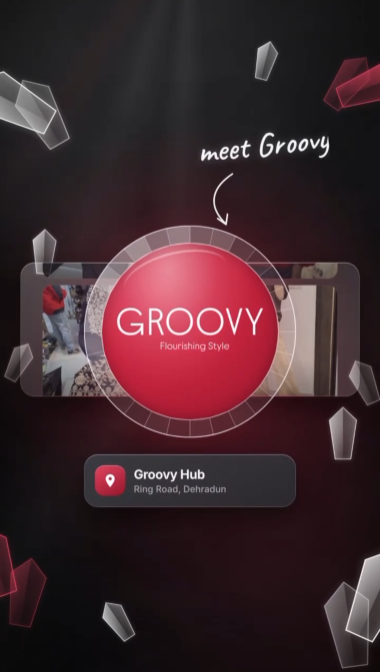 meet Groovy
GROOVY
Flourishing Style
Groovy Hub
Ring Road, Dehradun